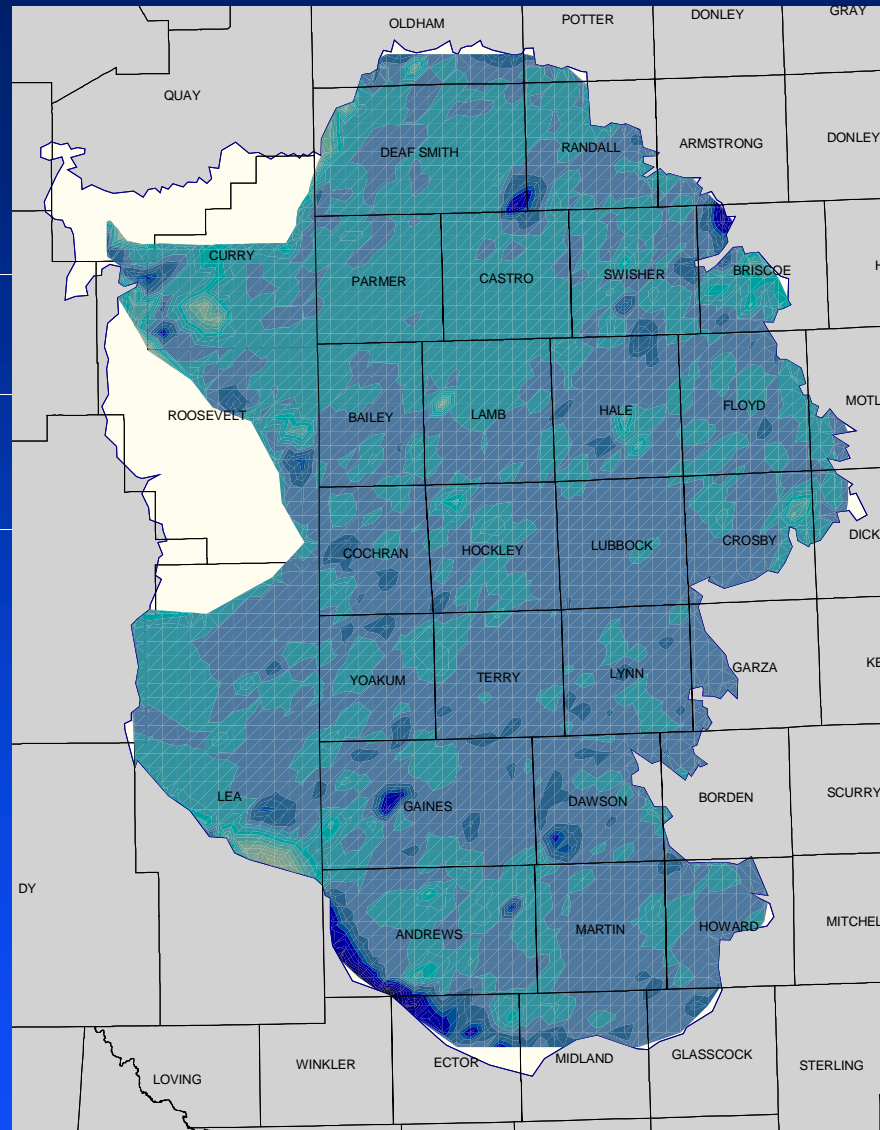 OLDHAM
POTTER
DONLEY
GRAY
QUAY
DEAF SMITH
RANDALL
ARMSTRONG
DONLEY
CURRY
PARMER
CASTRO
SWISHER
BRISCOE
H
ROOSEVELT
BAILEY
LAMB
HALE
FLOYD
MOTL
COCHRAN
HOCKLEY
LUBBOCK
CROSBY
DICK
YOAKUM
TERRY
LYNN
GARZA
KE
LEA
GAINES
DAWSON
BORDEN
SCURRY
DY
ANDREWS
MARTIN
HOWARD
MITCHEL
LOVING
WINKLER
ECTOR
MIDLAND
GLASSCOCK
STERLING